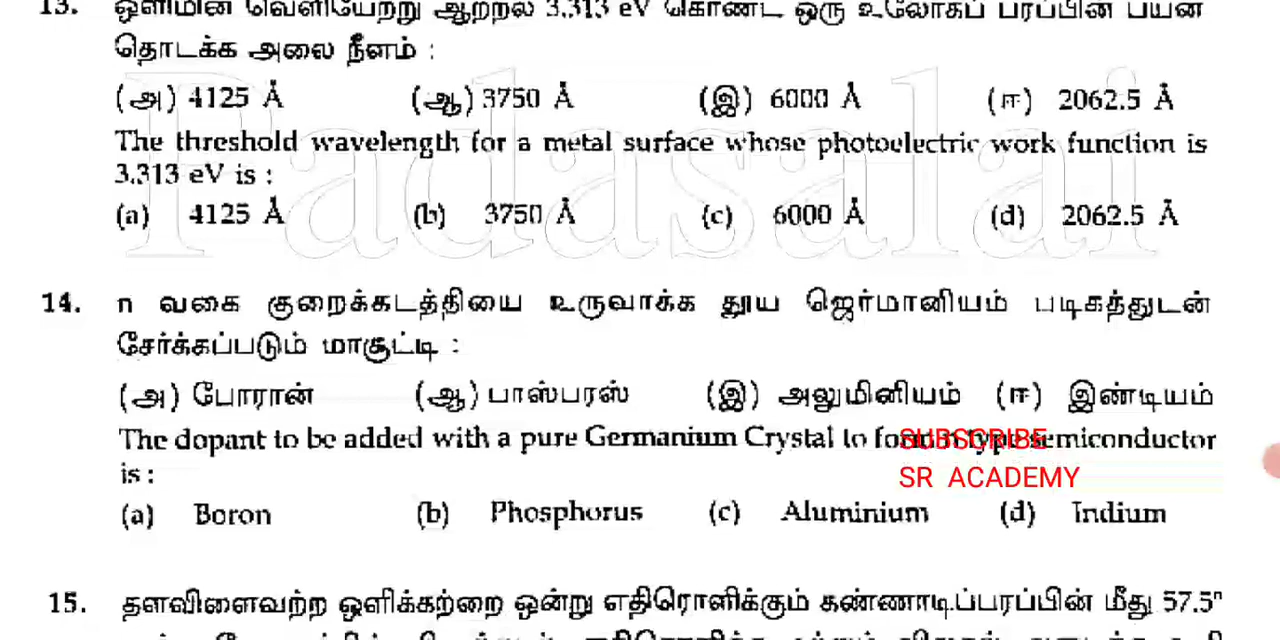 13. ஒளிமின் வெளியேற்று ஆற்றல் 3.313 eV கொண்ட ஒரு உலோகப் பரப்பின் பயன்
தொடக்க அலை நீளம் :
(அ) 4125 Å (ஆ) 3750 Å (இ) 6000 Å (ஈ) 2062.5 Å
The threshold wavelength for a metal surface whose photoelectric work function is
3.313 eV is :
(a) 4125 Å (b) 3750 Å (c) 6000 Å (d) 2062.5 Å
Padasalai
14. n வகை குறைக்கடத்தியை உருவாக்க தூய ஜெர்மானியம் படிகத்துடன்
சேர்க்கப்படும் மாசூட்டி :
(அ) போரான் (ஆ) பாஸ்பரஸ் (இ) அலுமினியம் (ஈ) இண்டியம்
The dopant to be added with a pure Germanium Crystal to form n type semiconductor
is :
SUBSCRIBE
SR ACADEMY
(a) Boron (b) Phosphorus (c) Aluminium (d) Indium
15. தளவிளைவற்ற ஒளிக்கற்றை ஒன்று எதிரொளிக்கும் கண்ணாடிப்பரப்பின் மீது 57.5°